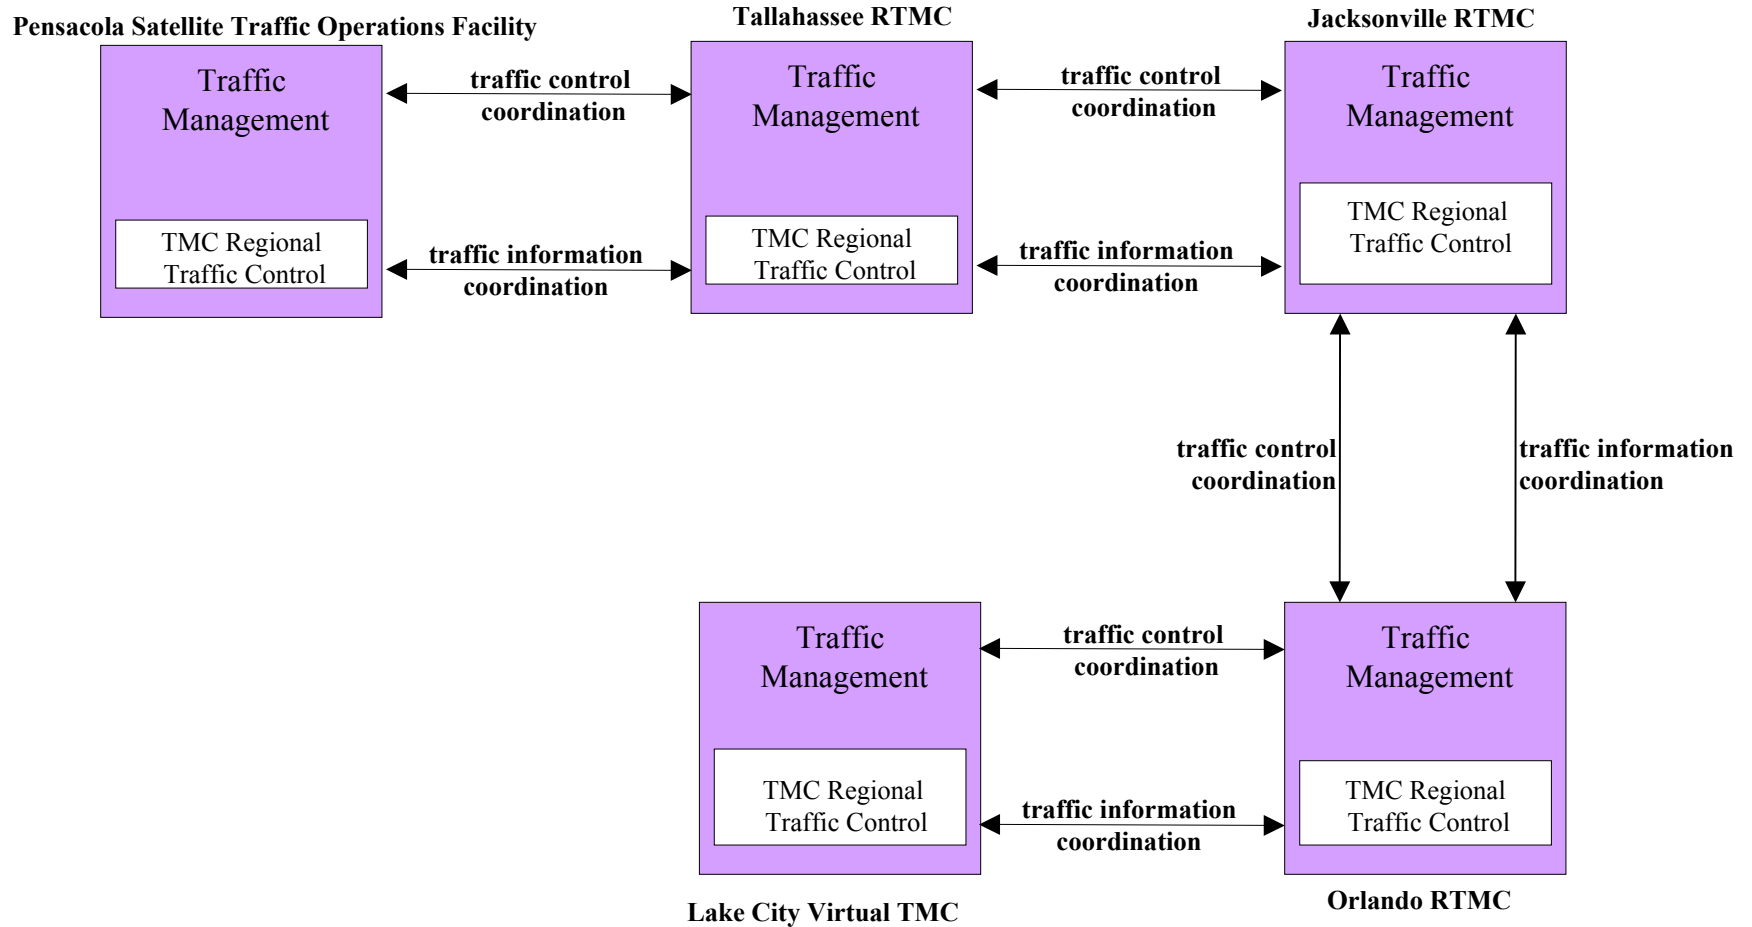 Pensacola Satellite Traffic Operations Facility
Tallahassee RTMC
Jacksonville RTMC
Traffic
Management
TMC Regional
Traffic Control
traffic control
coordination
traffic information
coordination
Traffic
Management
TMC Regional
Traffic Control
traffic control
coordination
traffic information
coordination
Traffic
Management
TMC Regional
Traffic Control
traffic control
coordination
traffic information
coordination
Traffic
Management
TMC Regional
Traffic Control
traffic control
coordination
traffic information
coordination
Traffic
Management
TMC Regional
Traffic Control
Lake City Virtual TMC
Orlando RTMC